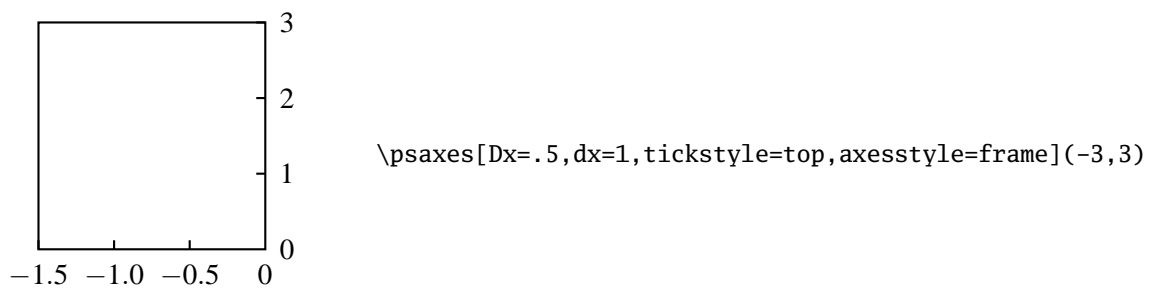 3
2
1
0
−1.5 −1.0 −0.5 0
\psaxes[Dx=.5,dx=1,tickstyle=top,axesstyle=frame](-3,3)